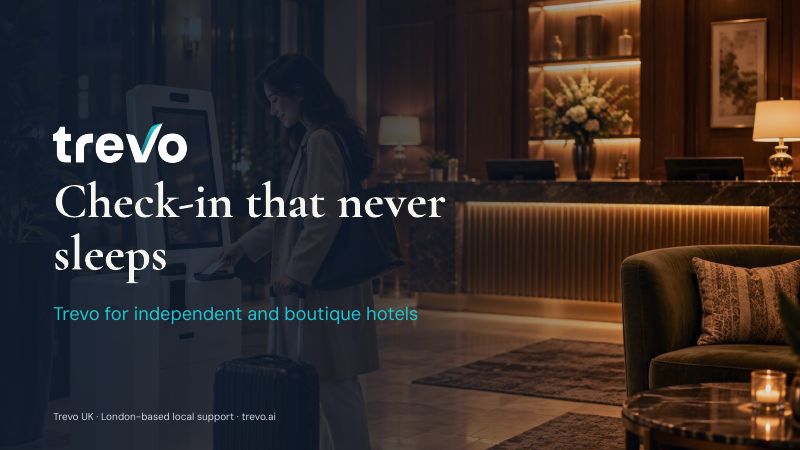 trevo
Check-in that never
sleeps
Trevo for independent and boutique hotels
Trevo UK · London-based local support · trevo.ai